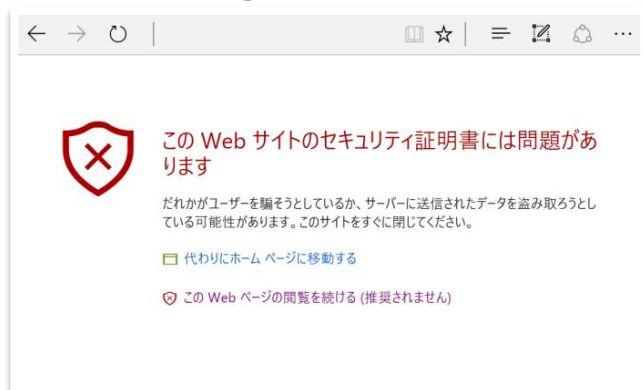 この Web サイトのセキュリティ証明書には問題があ
ります
だれかがユーザーを騙そうとしているか、サーバーに送信されたデータを盗み取ろうとし
ている可能性があります。このサイトをすぐに閉じてください。
代わりにホーム ページに移動する
この Web ページの閲覧を続ける (推奨されません)